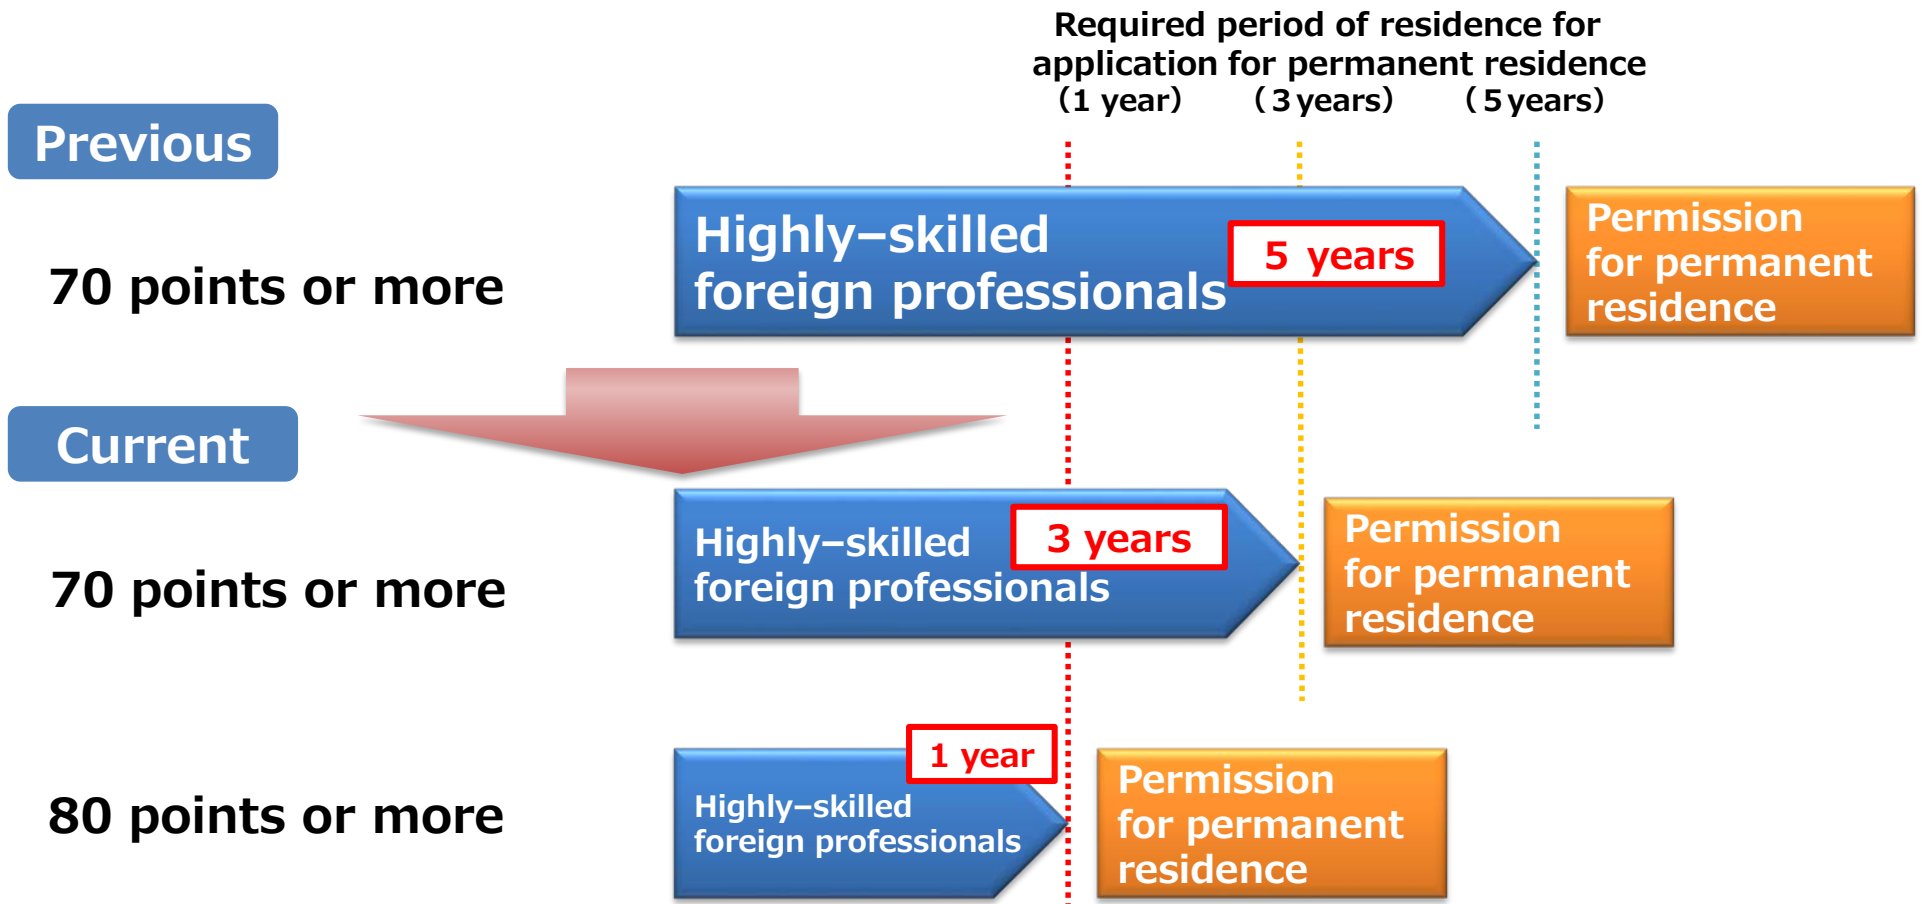 Required period of residence for
application for permanent residence
（1 year） （3 years） （5 years）
Previous
70 points or more
Highly–skilled
foreign professionals
5 years
Permission
for permanent
residence
Current
70 points or more
Highly–skilled
foreign professionals
3 years
Permission
for permanent
residence
80 points or more
1 year
Highly–skilled
foreign professionals
Permission
for permanent
residence